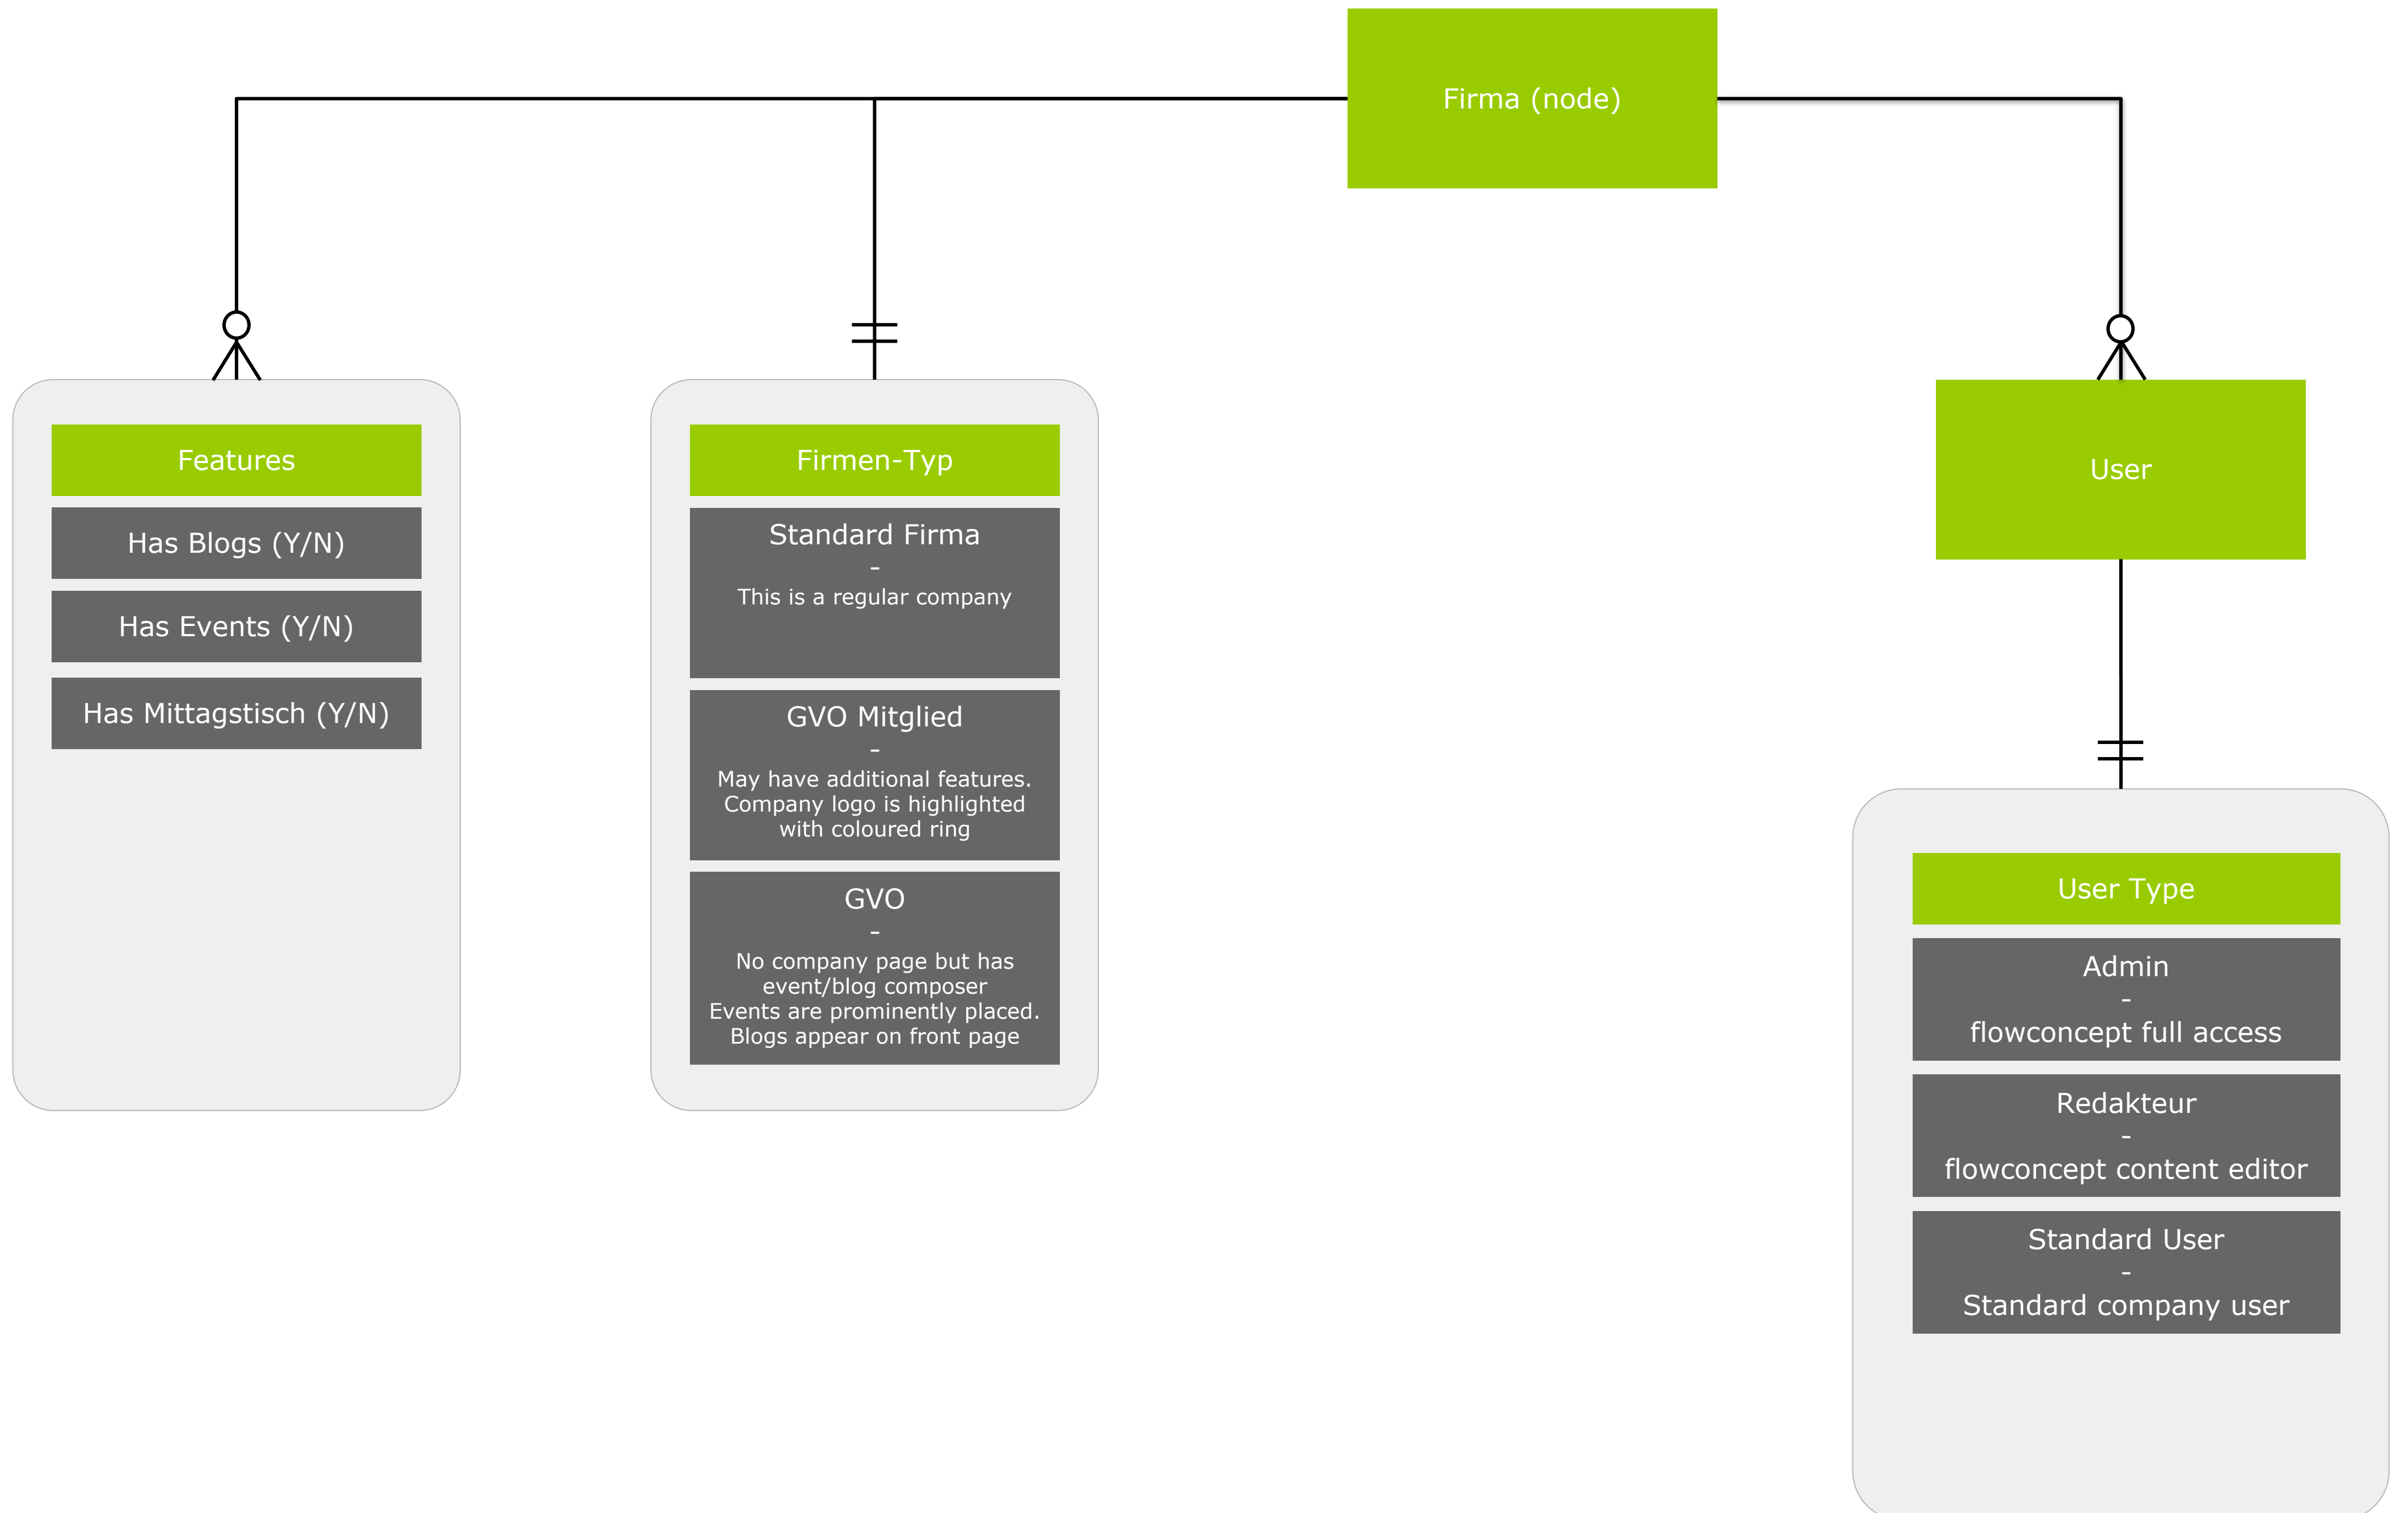 Firma (node)
Features
Has Blogs (Y/N)
Has Events (Y/N)
Has Mittagstisch (Y/N)
Firmen-Typ
Standard Firma
-
This is a regular company
GVO Mitglied
-
May have additional features.
Company logo is highlighted
with coloured ring
GVO
-
No company page but has
event/blog composer
Events are prominently placed.
Blogs appear on front page
User
User Type
Admin
-
flowconcept full access
Redakteur
-
flowconcept content editor
Standard User
-
Standard company user